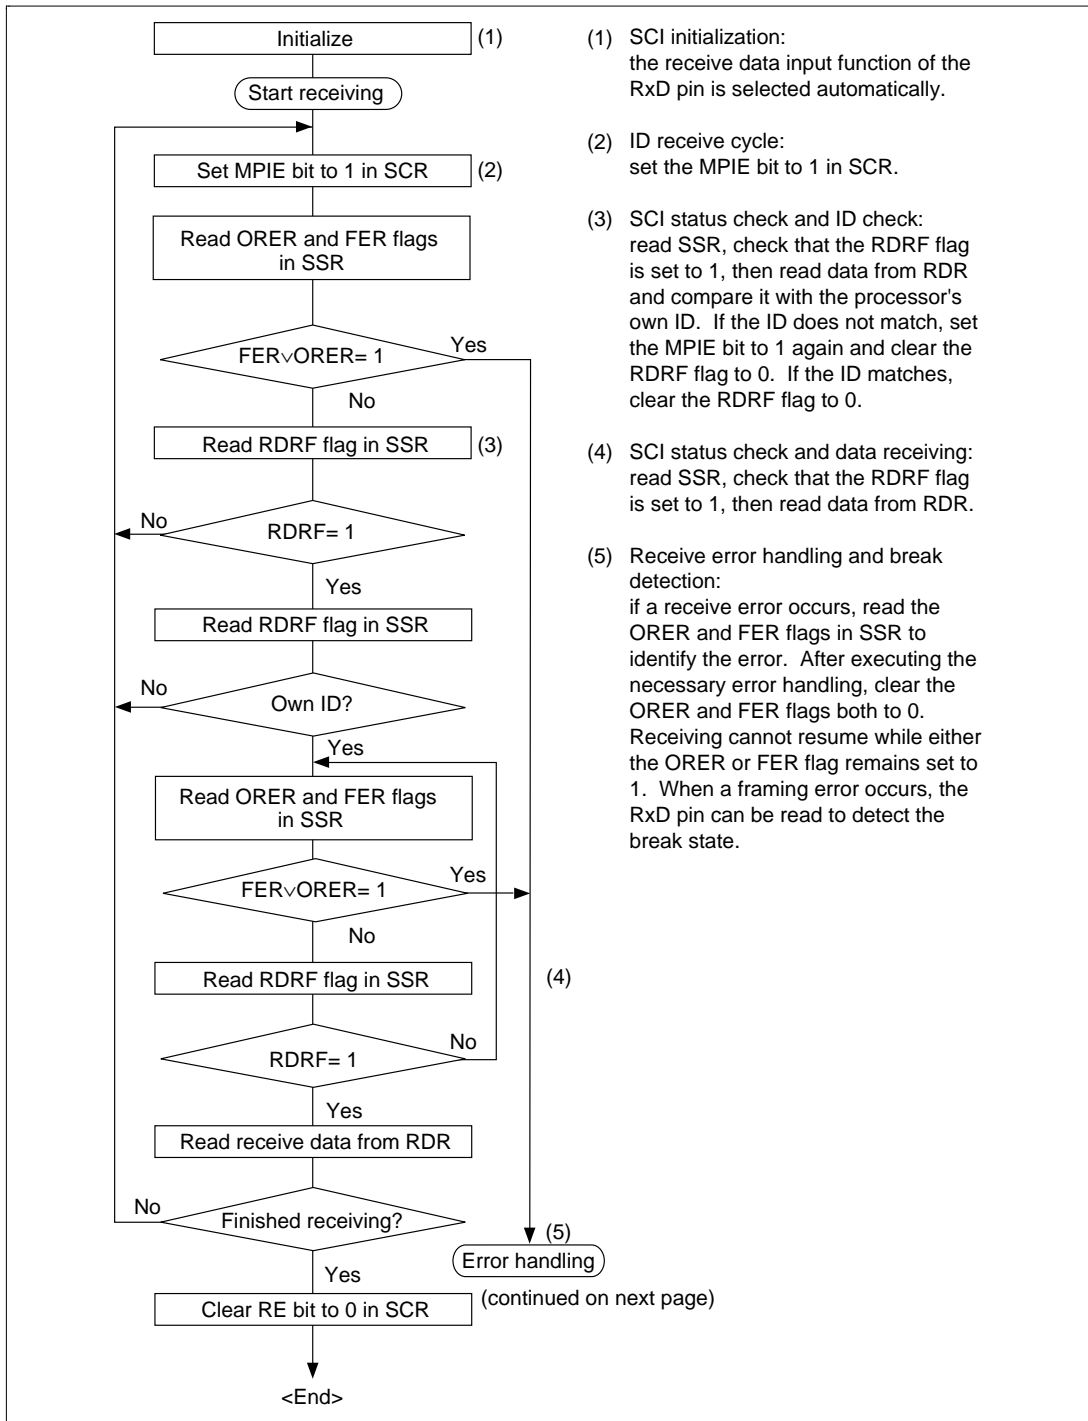 Initialize
(1)
Start receiving
Set MPIE bit to 1 in SCR
(2)
Read ORER and FER flags
in SSR
FER∨ORER= 1
Yes
No
Read RDRF flag in SSR
(3)
No
RDRF= 1
Yes
Read RDRF flag in SSR
No
Own ID?
Yes
Read ORER and FER flags
in SSR
FER∨ORER= 1
Yes
No
Read RDRF flag in SSR
(4)
RDRF= 1
No
Yes
Read receive data from RDR
No
Finished receiving?
(5)
Error handling
Yes
(continued on next page)
Clear RE bit to 0 in SCR
<End>
(1) SCI initialization:
the receive data input function of the
RxD pin is selected automatically.
(2) ID receive cycle:
set the MPIE bit to 1 in SCR.
(3) SCI status check and ID check:
read SSR, check that the RDRF flag
is set to 1, then read data from RDR
and compare it with the processor's
own ID. If the ID does not match, set
the MPIE bit to 1 again and clear the
RDRF flag to 0. If the ID matches,
clear the RDRF flag to 0.
(4) SCI status check and data receiving:
read SSR, check that the RDRF flag
is set to 1, then read data from RDR.
(5) Receive error handling and break
detection:
if a receive error occurs, read the
ORER and FER flags in SSR to
identify the error. After executing the
necessary error handling, clear the
ORER and FER flags both to 0.
Receiving cannot resume while either
the ORER or FER flag remains set to
1. When a framing error occurs, the
RxD pin can be read to detect the
break state.